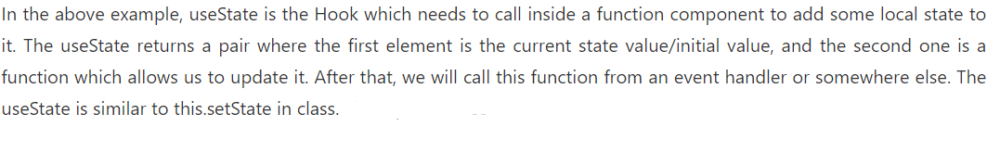 In the above example, useState is the Hook which needs to call inside a function component to add some local state to
it. The useState returns a pair where the first element is the current state value/initial value, and the second one is a
function which allows us to update it. After that, we will call this function from an event handler or somewhere else. The
useState is similar to this.setState in class.